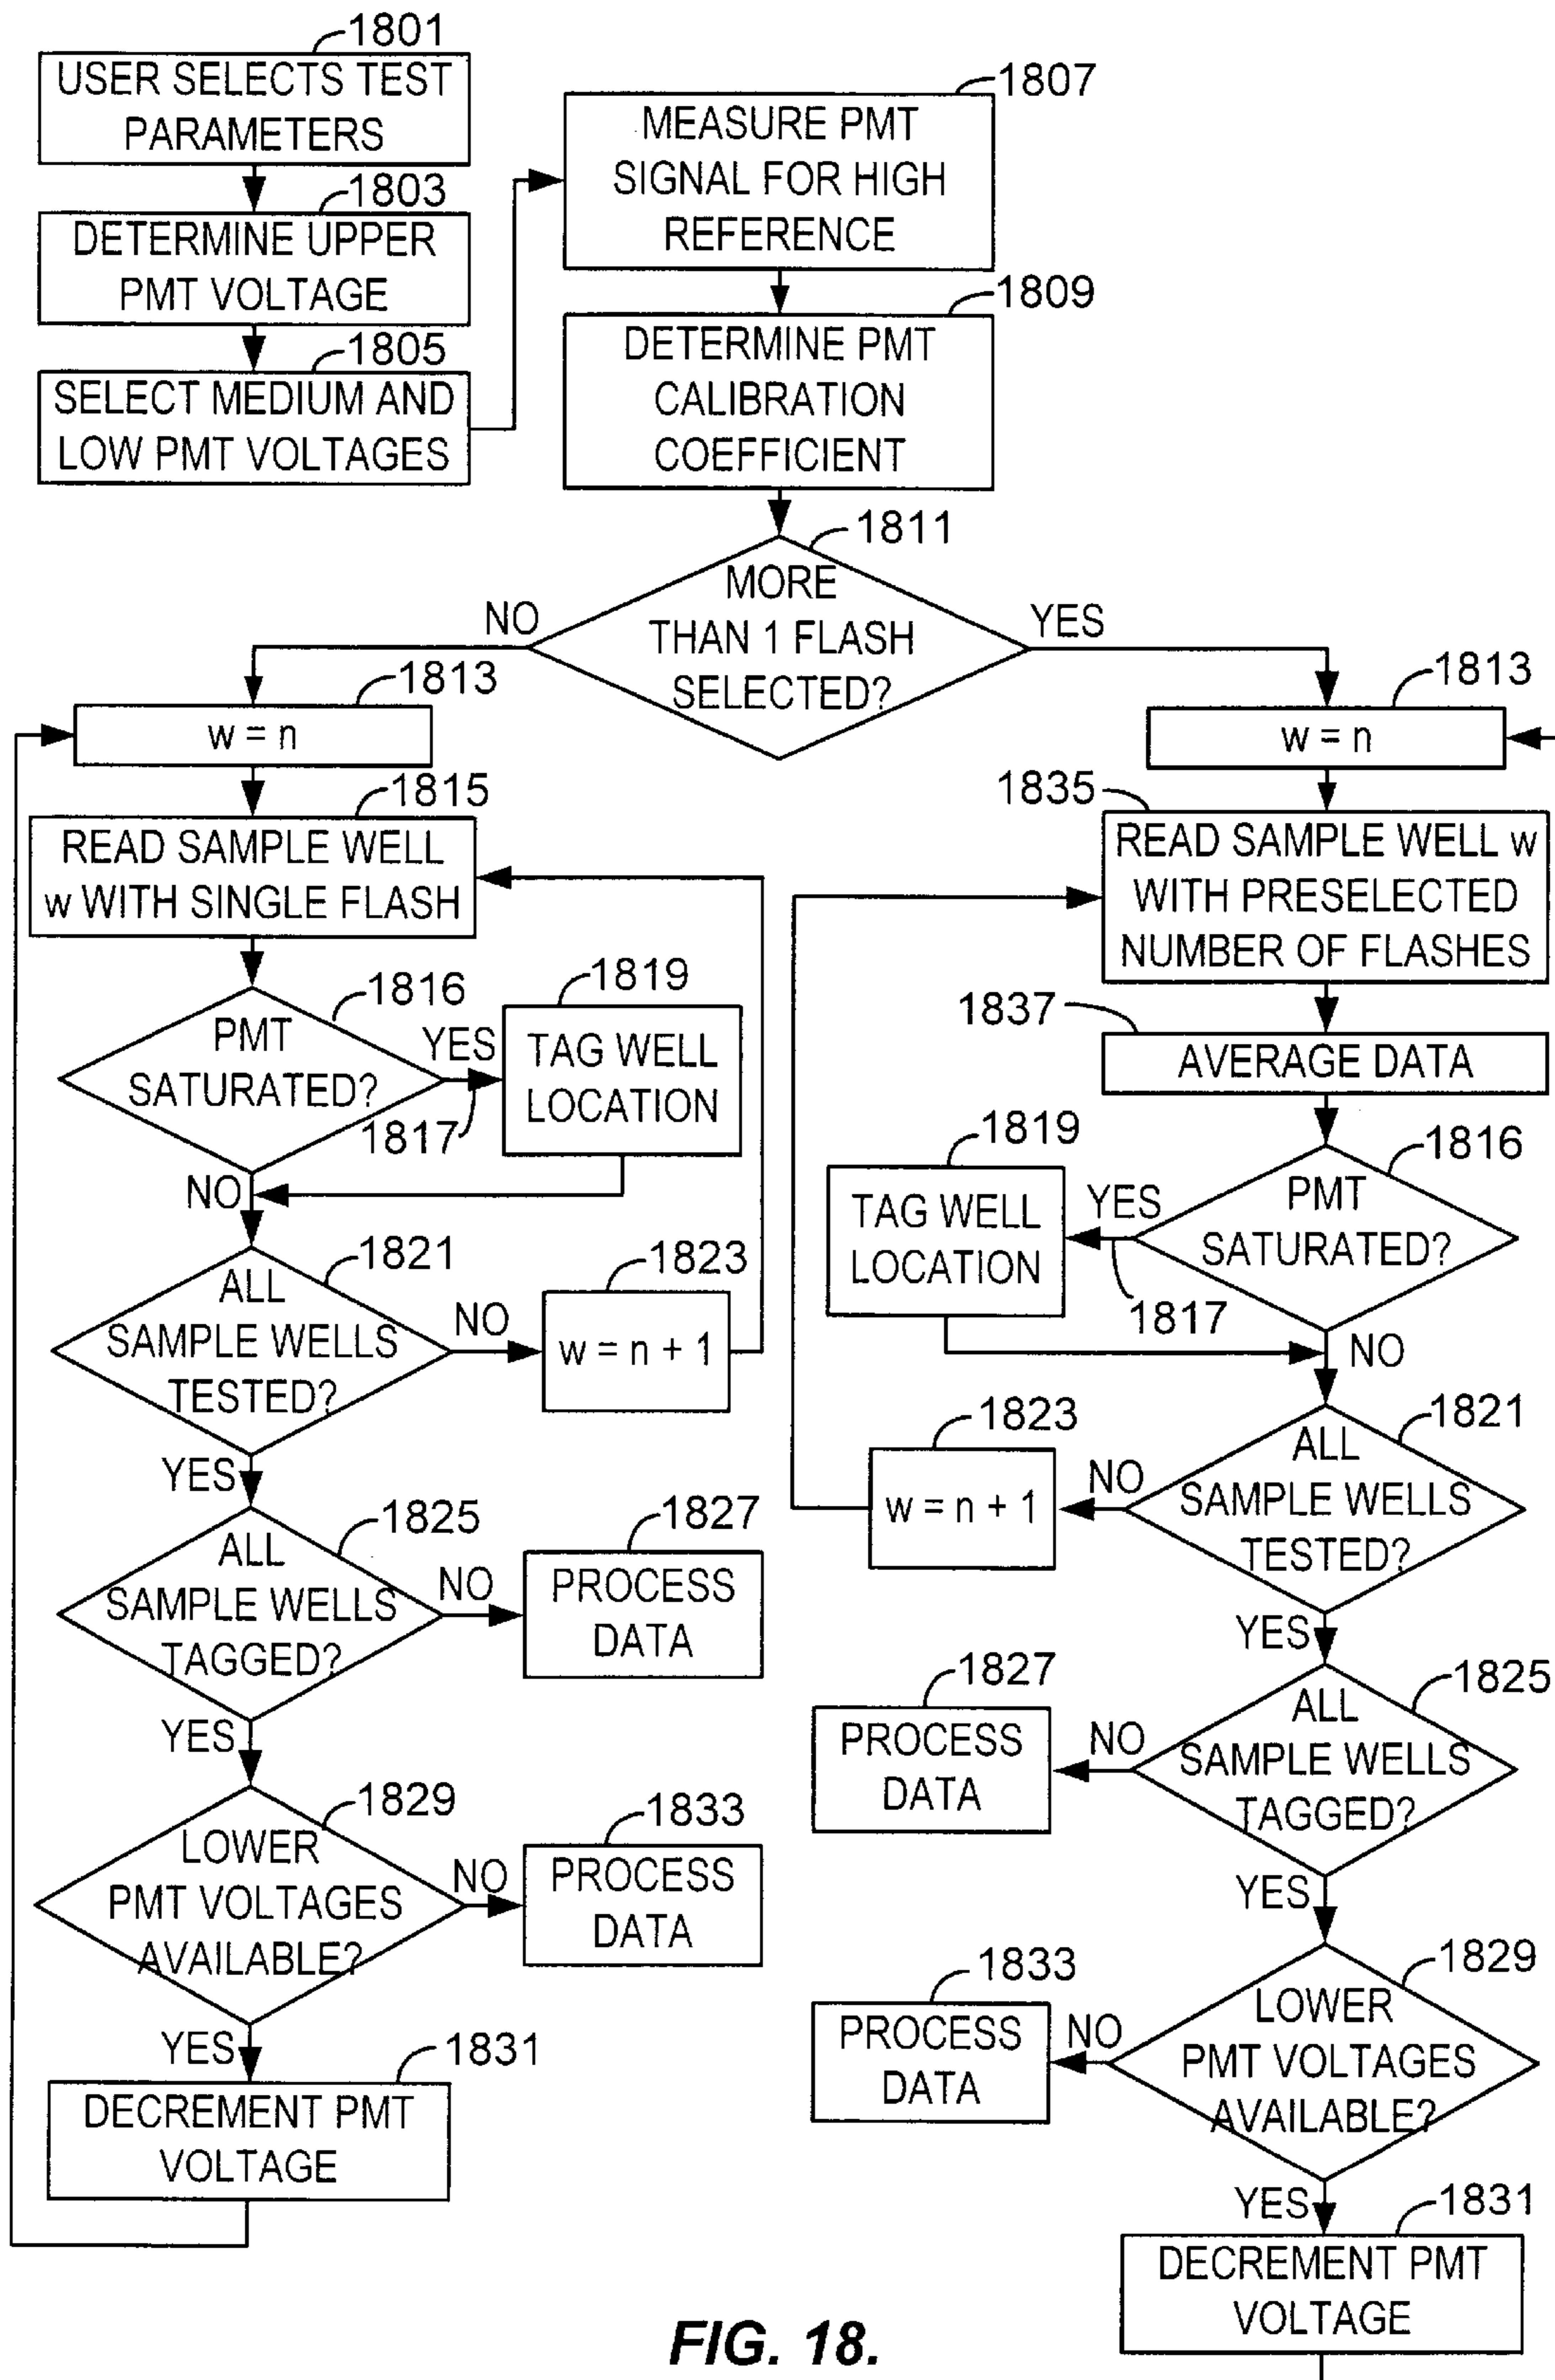 1801
USER SELECTS TEST
PARAMETERS
1803
DETERMINE UPPER
PMT VOLTAGE
1805
SELECT MEDIUM AND
LOW PMT VOLTAGES
1807
MEASURE PMT
SIGNAL FOR HIGH
REFERENCE
1809
DETERMINE PMT
CALIBRATION
COEFFICIENT
1811
MORE
THAN 1 FLASH
SELECTED?
NO
YES
1813
w = n
1815
READ SAMPLE WELL
w WITH SINGLE FLASH
1816
PMT
SATURATED?
YES
1817
1819
TAG WELL
LOCATION
NO
1821
ALL
SAMPLE WELLS
TESTED?
NO
1823
w = n + 1
YES
1825
ALL
SAMPLE WELLS
TAGGED?
NO
1827
PROCESS
DATA
YES
1829
LOWER
PMT VOLTAGES
AVAILABLE?
NO
1833
PROCESS
DATA
YES
1831
DECREMENT PMT
VOLTAGE
1813
w = n
1835
READ SAMPLE WELL w
WITH PRESELECTED
NUMBER OF FLASHES
1837
AVERAGE DATA
1816
PMT
SATURATED?
YES
1817
1819
TAG WELL
LOCATION
NO
1821
ALL
SAMPLE WELLS
TESTED?
NO
1823
w = n + 1
YES
1825
ALL
SAMPLE WELLS
TAGGED?
NO
1827
PROCESS
DATA
YES
1829
LOWER
PMT VOLTAGES
AVAILABLE?
NO
1833
PROCESS
DATA
YES
1831
DECREMENT PMT
VOLTAGE
FIG. 18.